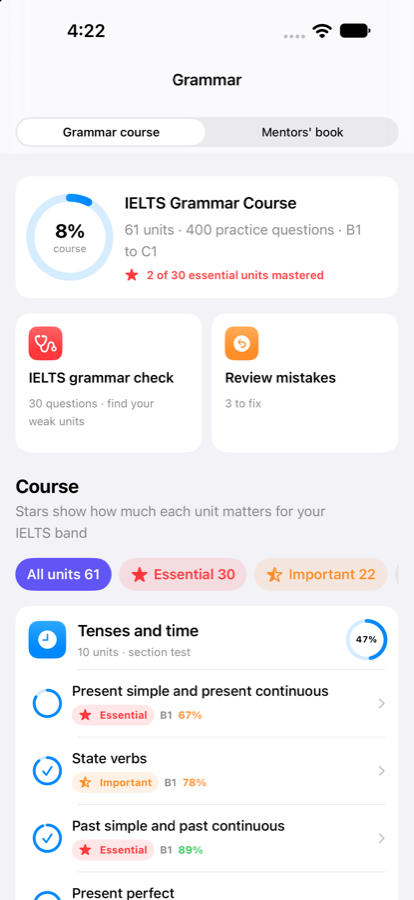 4:22
Grammar
Grammar course
Mentors' book
8%
course
IELTS Grammar Course
61 units · 400 practice questions · B1
to C1
2 of 30 essential units mastered
IELTS grammar check
30 questions · find your
weak units
Review mistakes
3 to fix
Course
Stars show how much each unit matters for your
IELTS band
All units 61
Essential 30
Important 22
Tenses and time
10 units · section test
47%
Present simple and present continuous
Essential B1 67%
State verbs
Important B1 78%
Past simple and past continuous
Essential B1 89%
Present perfect